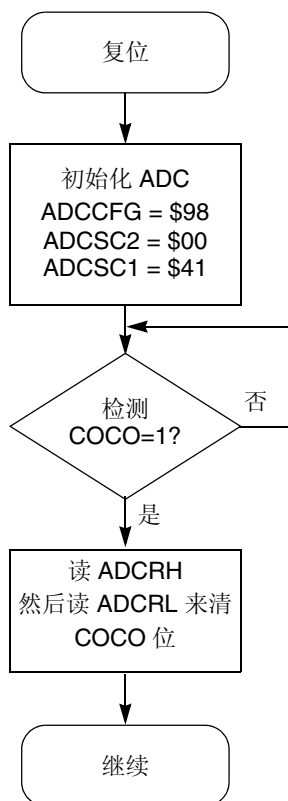 复位
初始化 ADC
ADCCFG = $98
ADCSC2 = $00
ADCSC1 = $41
检测
COCO=1?
否
是
读 ADCRH
然后读 ADCRL 来清
COCO 位
继续